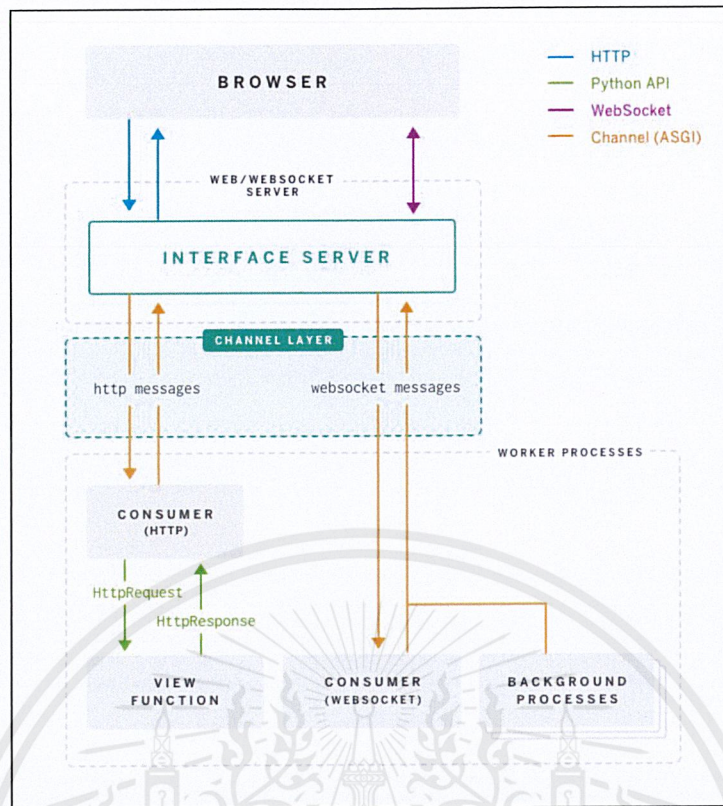 BROWSER
HTTP
Python API
WebSocket
Channel (ASGI)
WEB/WEBSOCKET
SERVER
INTERFACE SERVER
CHANNEL LAYER
http messages
websocket messages
WORKER PROCESSES
CONSUMER
(HTTP)
HttpRequest
HttpResponse
VIEW
FUNCTION
CONSUMER
(WEBSOCKET)
BACKGROUND
PROCESSES